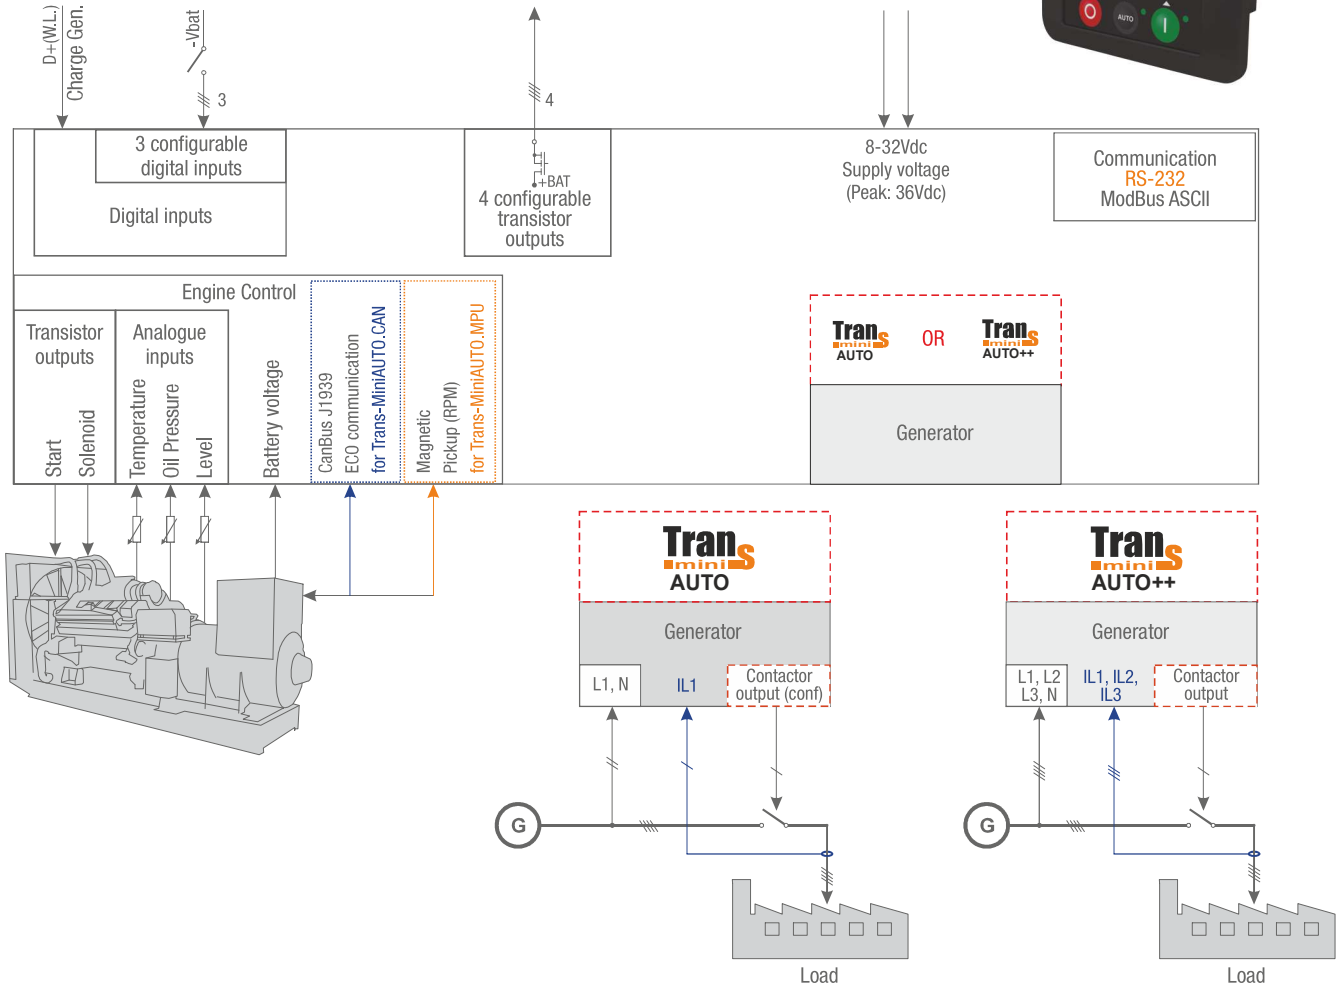 D+(W.L.)
Charge Gen.
-Vbat
3
4
AUTO
3 configurable
digital inputs
Digital inputs
+BAT
4 configurable
transistor
outputs
8-32Vdc
Supply voltage
(Peak: 36Vdc)
Communication
RS-232
ModBus ASCII
Engine Control
Transistor
outputs
Analogue
inputs
Start
Solenoid
Temperature
Oil Pressure
Level
Battery voltage
CanBus J1939
ECO communication
for Trans-MiniAUTO.CAN
Magnetic
Pickup (RPM)
for Trans-MiniAUTO.MPU
Trans
mini
AUTO
OR
Trans
mini
AUTO++
Generator
Trans
mini
AUTO
Generator
L1, N
IL1
Contactor
output (conf)
G
Load
Trans
mini
AUTO++
Generator
L1, L2
L3, N
IL1, IL2,
IL3
Contactor
output
G
Load